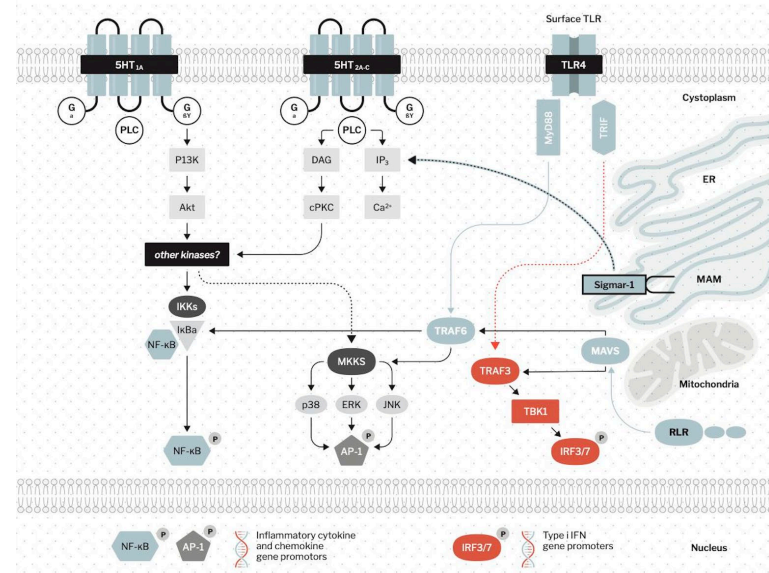 Surface TLR
5HT1A
5HT2A-C
TLR4
Cystoplasm
G
a
PLC
G
βγ
G
a
PLC
G
βγ
MyD88
TRIF
P13K
DAG
IP3
ER
Akt
cPKC
Ca2+
other kinases?
MAM
Sigmar-1
IKKs
IκBa
NF-κB
TRAF6
MAVS
MKKS
TRAF3
Mitochondria
p38
ERK
JNK
TBK1
RLR
P
NF-κB
P
AP-1
P
IRF3/7
P
NF-κB
P
AP-1
Inflammatory cytokine
and chemokine
gene promotors
P
IRF3/7
Type i IFN
gene promoters
Nucleus